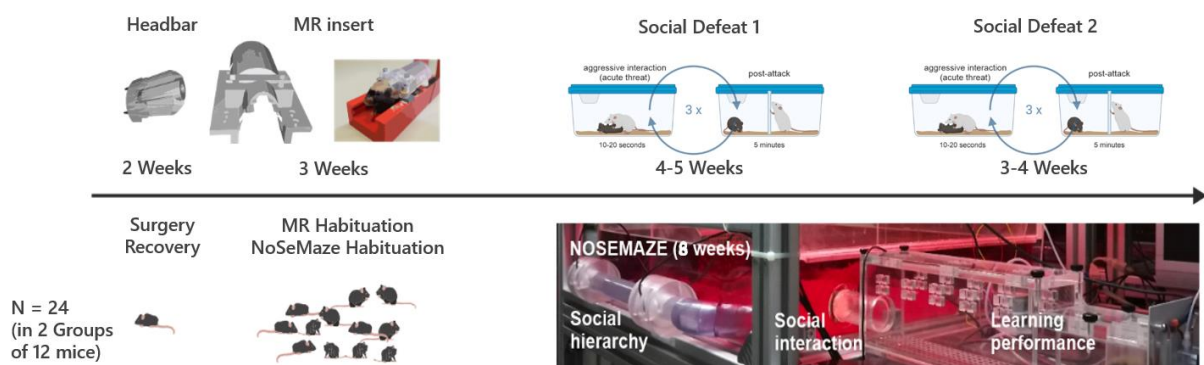 Headbar
MR insert
Social Defeat 1
Social Defeat 2
aggressive interaction
(acute threat)
post-attack
3 x
10-20 seconds
5 minutes
aggressive interaction
(acute threat)
post-attack
3 x
10-20 seconds
5 minutes
2 Weeks
3 Weeks
4-5 Weeks
3-4 Weeks
Surgery
Recovery
MR Habituation
NoSeMaze Habituation
N = 24
(in 2 Groups
of 12 mice)
NOSEMAZE (8 weeks)
Social
hierarchy
Social
interaction
Learning
performance